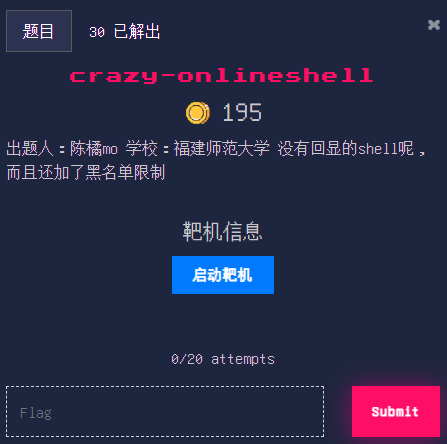 题目 30 已解出 ×
crazy-onlineshell
195
出题人：陈橘mo 学校：福建师范大学 没有回显的shell呢，
而且还加了黑名单限制
靶机信息
启动靶机
0/20 attempts
Flag Submit